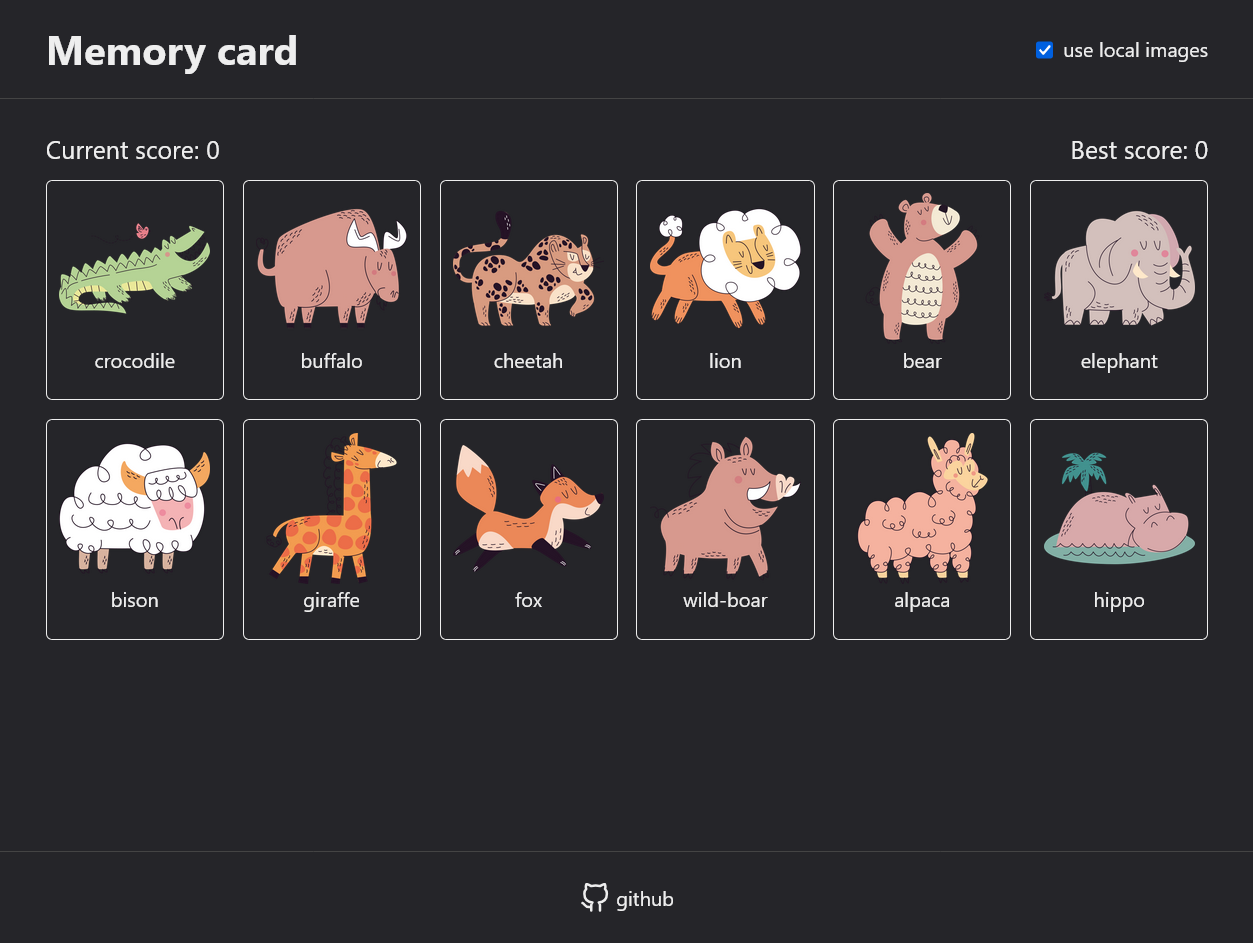 Memory card
use local images
Current score: 0
Best score: 0
crocodile
buffalo
cheetah
lion
bear
elephant
bison
giraffe
fox
wild-boar
alpaca
hippo
github